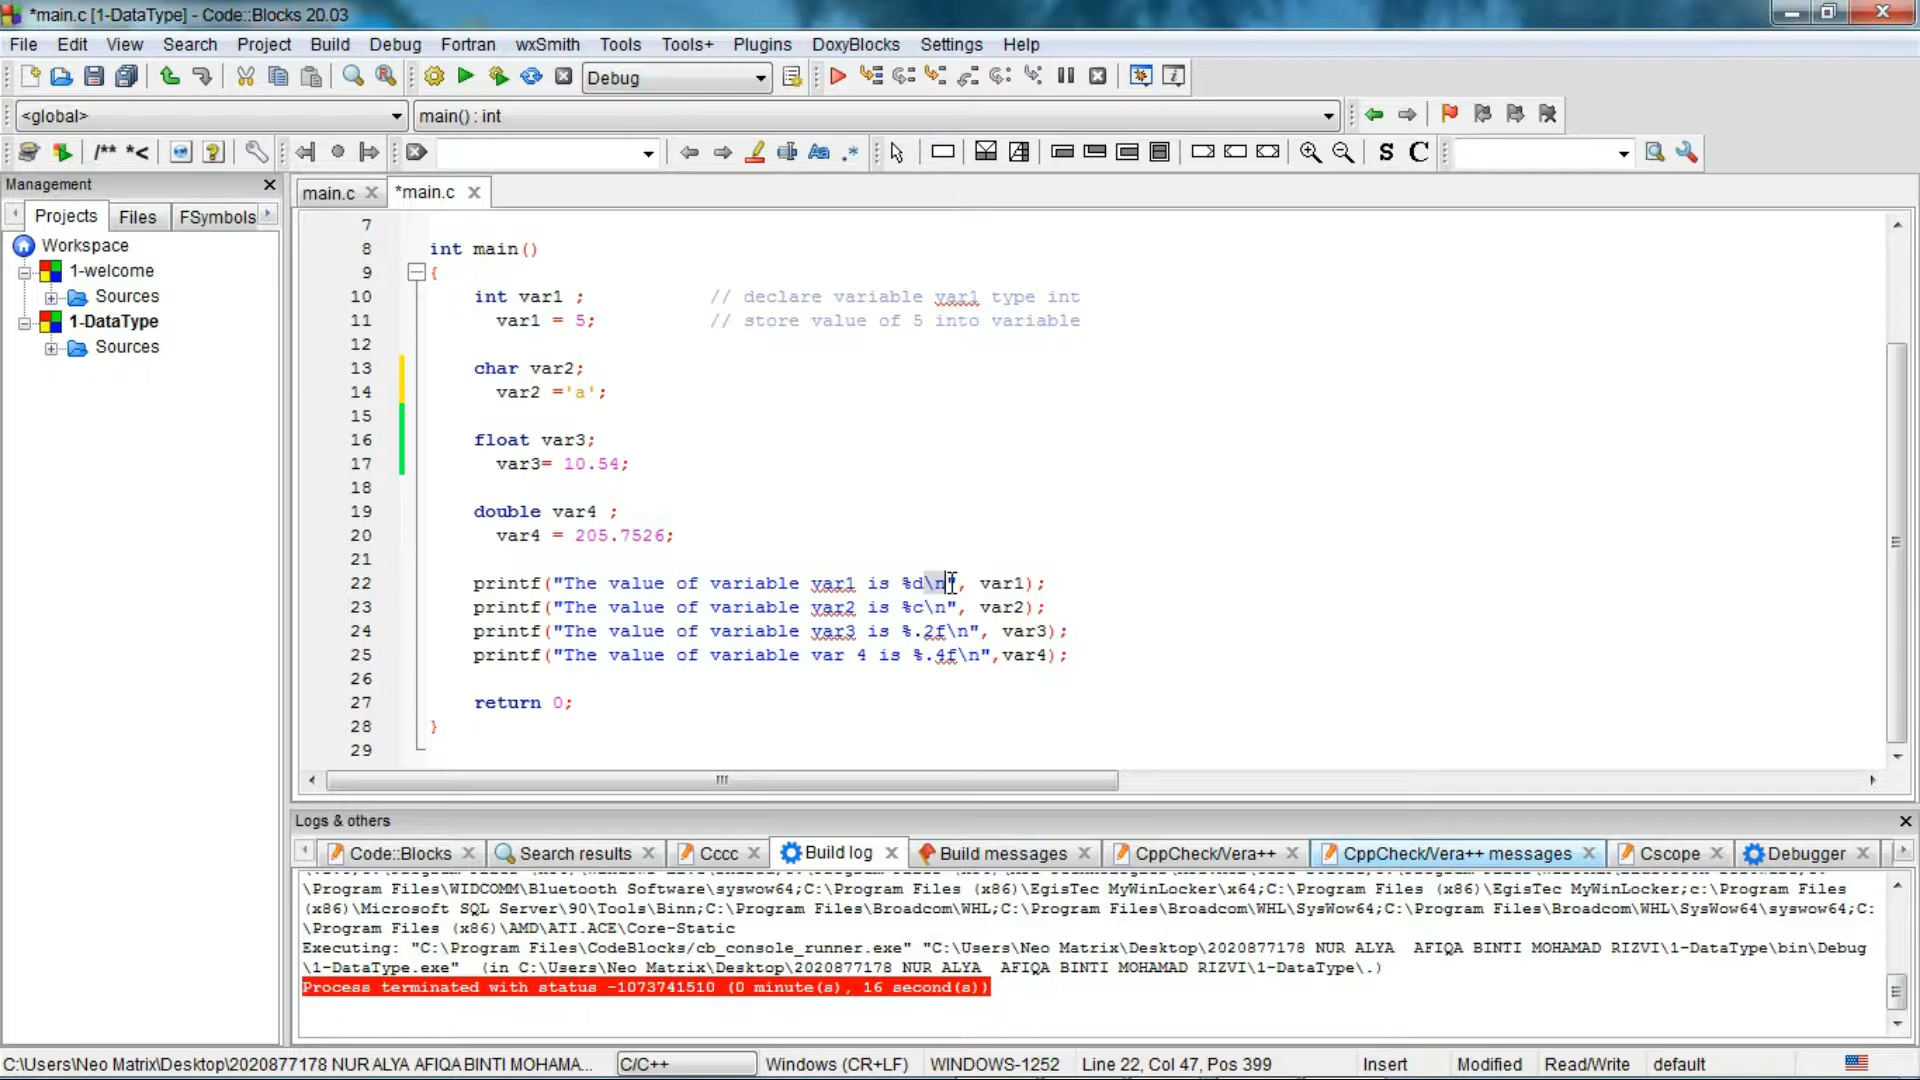 *main.c [1-DataType] - Code::Blocks 20.03
File Edit View Search Project Build Debug Fortran wxSmith Tools Tools+ Plugins DoxyBlocks Settings Help
Debug
<global> main() : int
/** *< Aa .* S C
Management
Projects Files FSymbols
Workspace
1-welcome
Sources
1-DataType
Sources
main.c *main.c
7
8 int main()
9 {
10 int var1 ; // declare variable var1 type int
11 var1 = 5; // store value of 5 into variable
12
13 char var2;
14 var2 ='a';
15
16 float var3;
17 var3= 10.54;
18
19 double var4 ;
20 var4 = 205.7526;
21
22 printf("The value of variable var1 is %d\n", var1);
23 printf("The value of variable var2 is %c\n", var2);
24 printf("The value of variable var3 is %.2f\n", var3);
25 printf("The value of variable var 4 is %.4f\n",var4);
26
27 return 0;
28 }
29
Logs & others
Code::Blocks Search results Cccc Build log Build messages CppCheck/Vera++ CppCheck/Vera++ messages Cscope Debugger
\Program Files\WIDCOMM\Bluetooth Software\syswow64;C:\Program Files (x86)\EgisTec MyWinLocker\x64;C:\Program Files (x86)\EgisTec MyWinLocker;c:\Program Files
(x86)\Microsoft SQL Server\90\Tools\Binn;C:\Program Files\Broadcom\WHL;C:\Program Files\Broadcom\WHL\SysWow64;C:\Program Files\Broadcom\WHL\SysWow64\syswow64;C:
\Program Files (x86)\AMD\ATI.ACE\Core-Static
Executing: "C:\Program Files\CodeBlocks/cb_console_runner.exe" "C:\Users\Neo Matrix\Desktop\2020877178 NUR ALYA AFIQA BINTI MOHAMAD RIZVI\1-DataType\bin\Debug
\1-DataType.exe" (in C:\Users\Neo Matrix\Desktop\2020877178 NUR ALYA AFIQA BINTI MOHAMAD RIZVI\1-DataType\.)
Process terminated with status -1073741510 (0 minute(s), 16 second(s))
C:\Users\Neo Matrix\Desktop\2020877178 NUR ALYA AFIQA BINTI MOHAMA... C/C++ Windows (CR+LF) WINDOWS-1252 Line 22, Col 47, Pos 399 Insert Modified Read/Write default